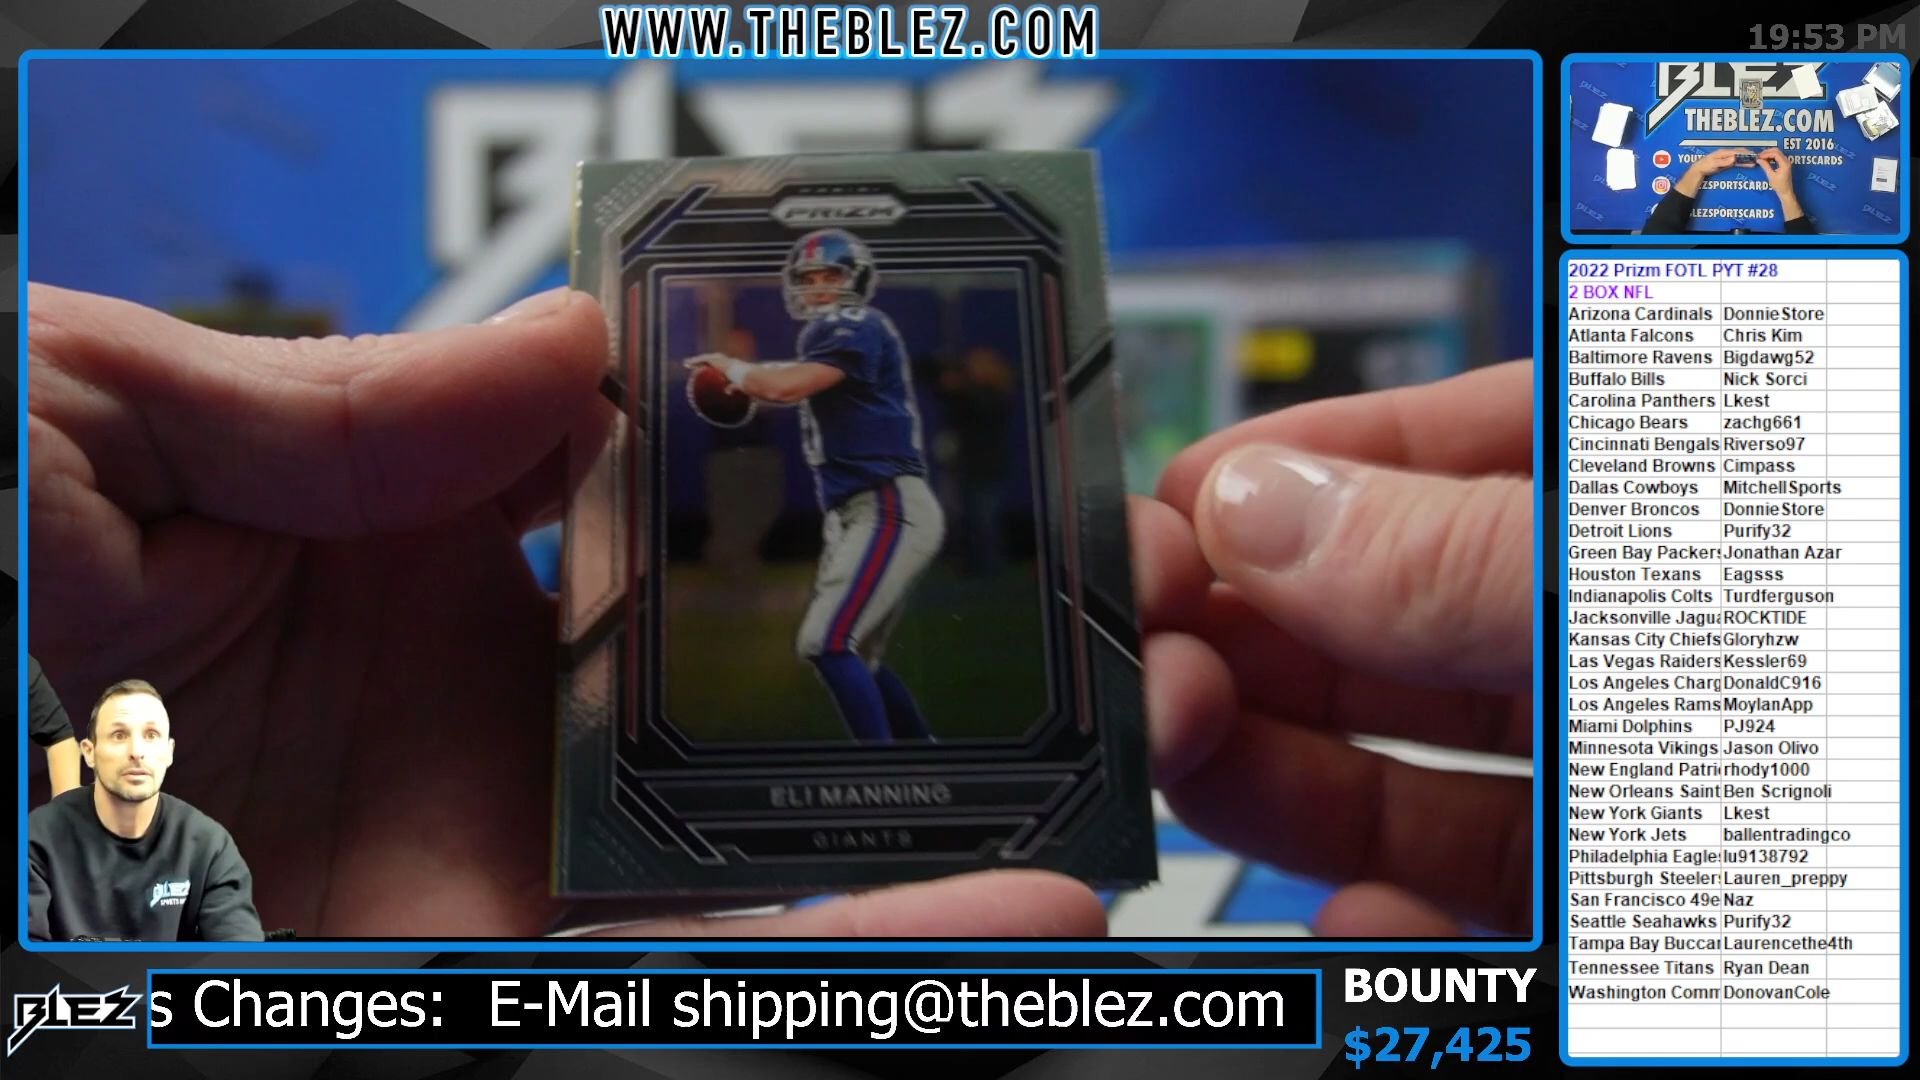 WWW.THEBLEZ.COM
19:53 PM
BLEZ
PRIZM
ELI MANNING
GIANTS
BLEZ
THEBLEZ.COM
EST 2016
2022 Prizm FOTL PYT #28
2 BOX NFL
Arizona Cardinals DonnieStore
Atlanta Falcons Chris Kim
Baltimore Ravens Bigdawg52
Buffalo Bills Nick Sorci
Carolina Panthers Lkest
Chicago Bears zachg661
Cincinnati Bengals Riverso97
Cleveland Browns Cimpass
Dallas Cowboys MitchellSports
Denver Broncos DonnieStore
Detroit Lions Purify32
Green Bay Packers Jonathan Azar
Houston Texans Eagsss
Indianapolis Colts Turdferguson
Jacksonville Jagua ROCKTIDE
Kansas City Chiefs Gloryhzw
Las Vegas Raiders Kessler69
Los Angeles Charg DonaldC916
Los Angeles Rams MoylanApp
Miami Dolphins PJ924
Minnesota Vikings Jason Olivo
New England Patri rhody1000
New Orleans Saint Ben Scrignoli
New York Giants Lkest
New York Jets ballentradingco
Philadelphia Eagles lu9138792
Pittsburgh Steeler Lauren_preppy
San Francisco 49e Naz
Seattle Seahawks Purify32
Tampa Bay Buccar Laurencethe4th
Tennessee Titans Ryan Dean
Washington Comm DonovanCole
BLEZ
s Changes: E-Mail shipping@theblez.com
BOUNTY
$27,425